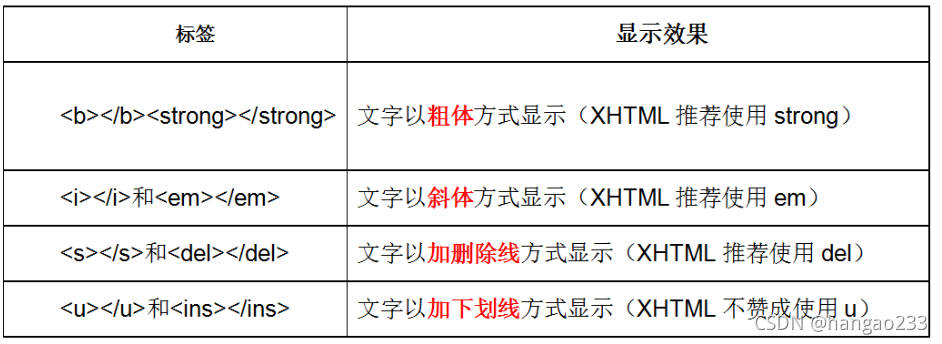 标签 显示效果
<b></b><strong></strong> 文字以粗体方式显示（XHTML 推荐使用 strong）
<i></i>和<em></em> 文字以斜体方式显示（XHTML 推荐使用 em）
<s></s>和<del></del> 文字以加删除线方式显示（XHTML 推荐使用 del）
<u></u>和<ins></ins> 文字以加下划线方式显示（XHTML 不赞成使用 u）
CSDN @hangao233